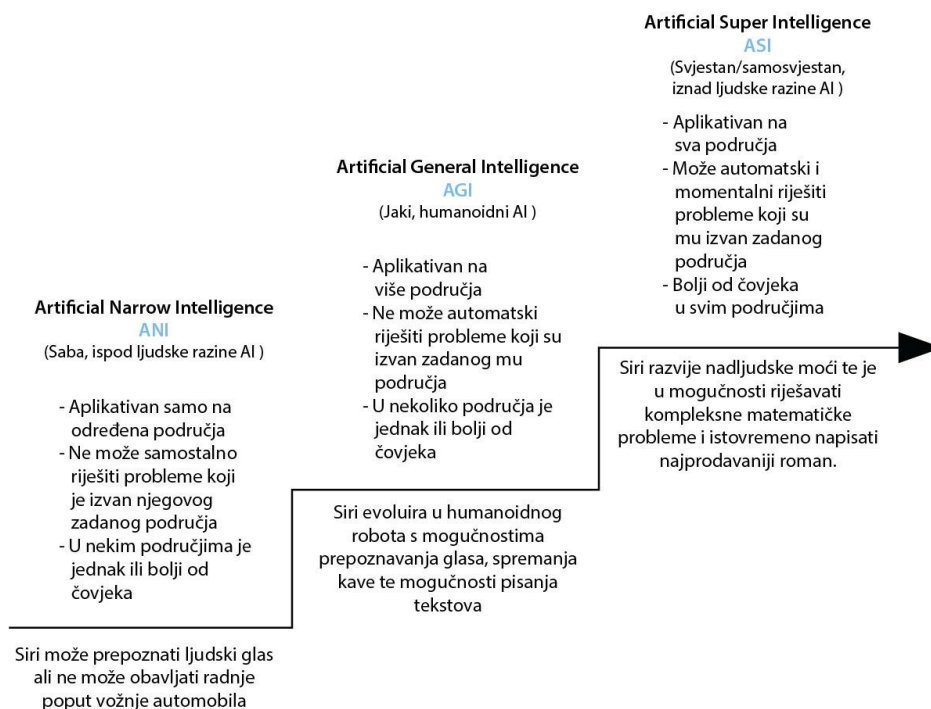 Artificial Narrow Intelligence
ANI
(Saba, ispod ljudske razine AI )
- Aplikativan samo na
određena područja
- Ne može samostalno
riješiti probleme koji
je izvan njegovog
zadanog područja
- U nekim područjima je
jednak ili bolji od
čovjeka
Siri može prepoznati ljudski glas
ali ne može obavljati radnje
poput vožnje automobila
Artificial General Intelligence
AGI
(Jaki, humanoidni AI )
- Aplikativan na
više područja
- Ne može automatski
riješiti probleme koji su
izvan zadanog mu
područja
- U nekoliko područja je
jednak ili bolji od
čovjeka
Siri evoluira u humanoidnog
robota s mogučnostima
prepoznavanja glasa, spremanja
kave te mogučnosti pisanja
tekstova
Artificial Super Intelligence
ASI
(Svjestan/samosvjestan,
iznad ljudske razine AI )
- Aplikativan na
sva područja
- Može automatski i
momentalni riješiti
probleme koji su
mu izvan zadanog
područja
- Bolji od čovjeka
u svim područjima
Siri razvije nadljudske moći te je
u mogučnosti riješavati
kompleksne matematičke
probleme i istovremeno napisati
najprodavaniji roman.